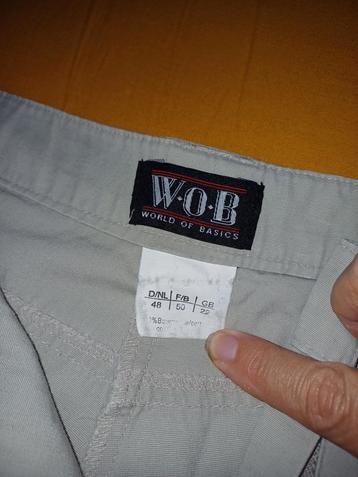 W·O·B
WORLD OF BASICS
D/NL F/B GB
48 50 22